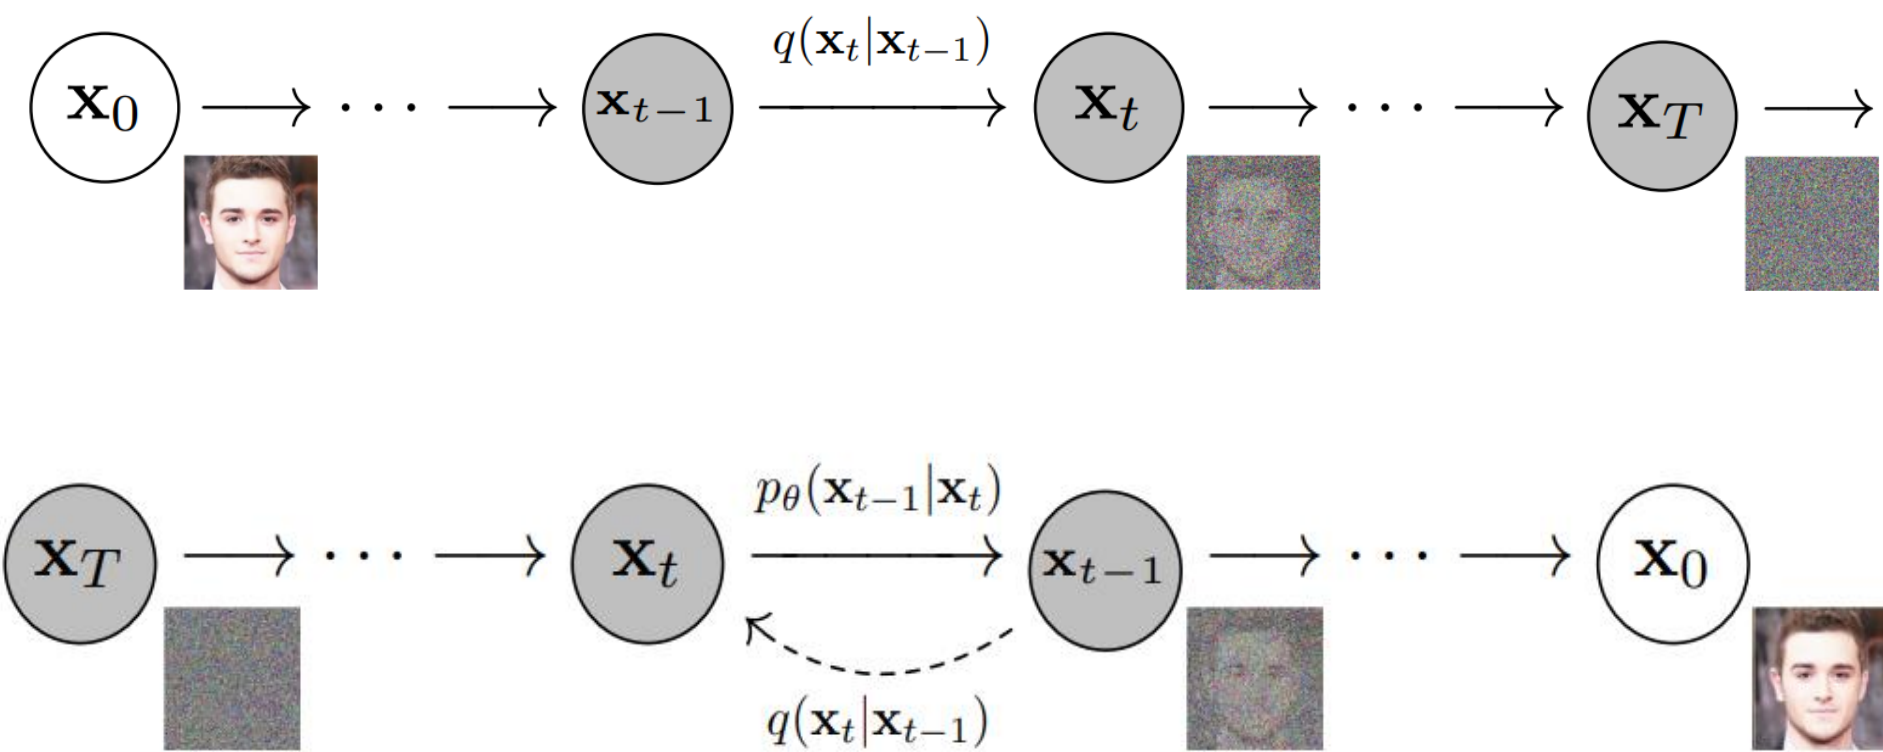 q(x_t|x_{t−1})
x_0 → · · · → x_{t−1} → x_t → · · · → x_T →
p_θ(x_{t−1}|x_t)
x_T → · · · → x_t → x_{t−1} → · · · → x_0
q(x_t|x_{t−1})